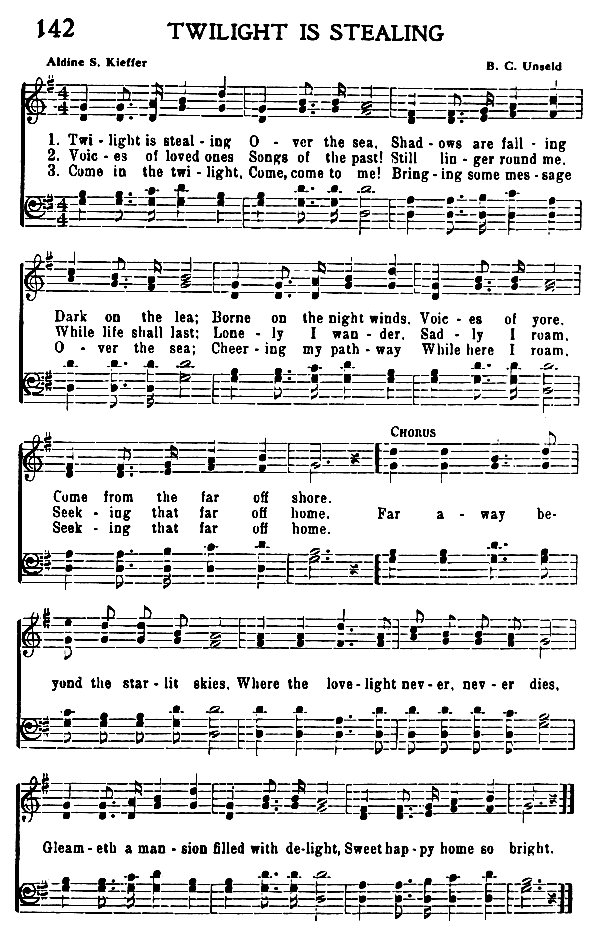 142 TWILIGHT IS STEALING
Aldine S. Kieffer B. C. Unseld
1. Twi - light is steal - ing O - ver the sea, Shad - ows are fall - ing
2. Voic - es of loved ones Songs of the past! Still lin - ger round me.
3. Come in the twi - light, Come, come to me! Bring - ing some mes - sage
Dark on the lea; Borne on the night winds, Voic - es of yore,
While life shall last; Lone - ly I wan - der, Sad - ly I roam,
O - ver the sea; Cheer - ing my path - way While here I roam,
CHORUS
Come from the far off shore.
Seek - ing that far off home. Far a - way be-
Seek - ing that far off home.
yond the star - lit skies, Where the love - light nev - er, nev - er dies,
Gleam - eth a man - sion filled with de - light, Sweet hap - py home so bright.